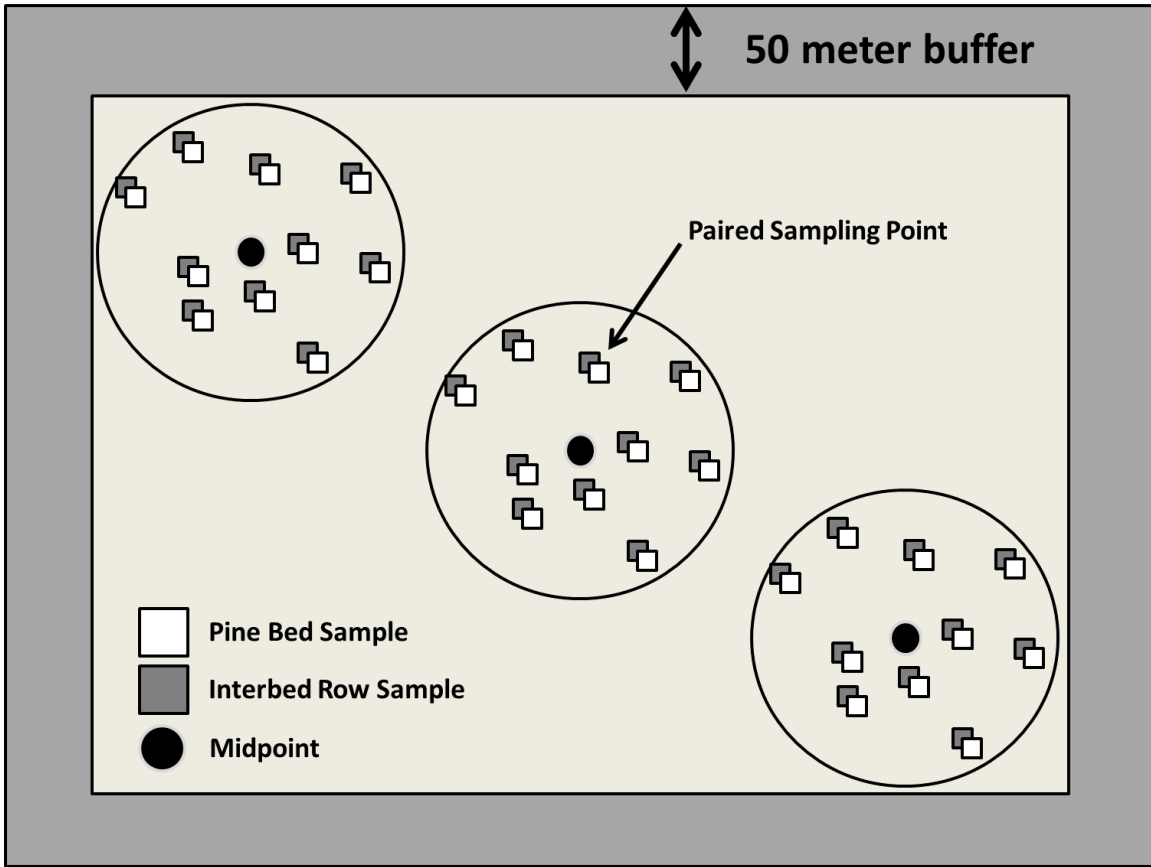 50 meter buffer
Paired Sampling Point
Pine Bed Sample
Interbed Row Sample
Midpoint